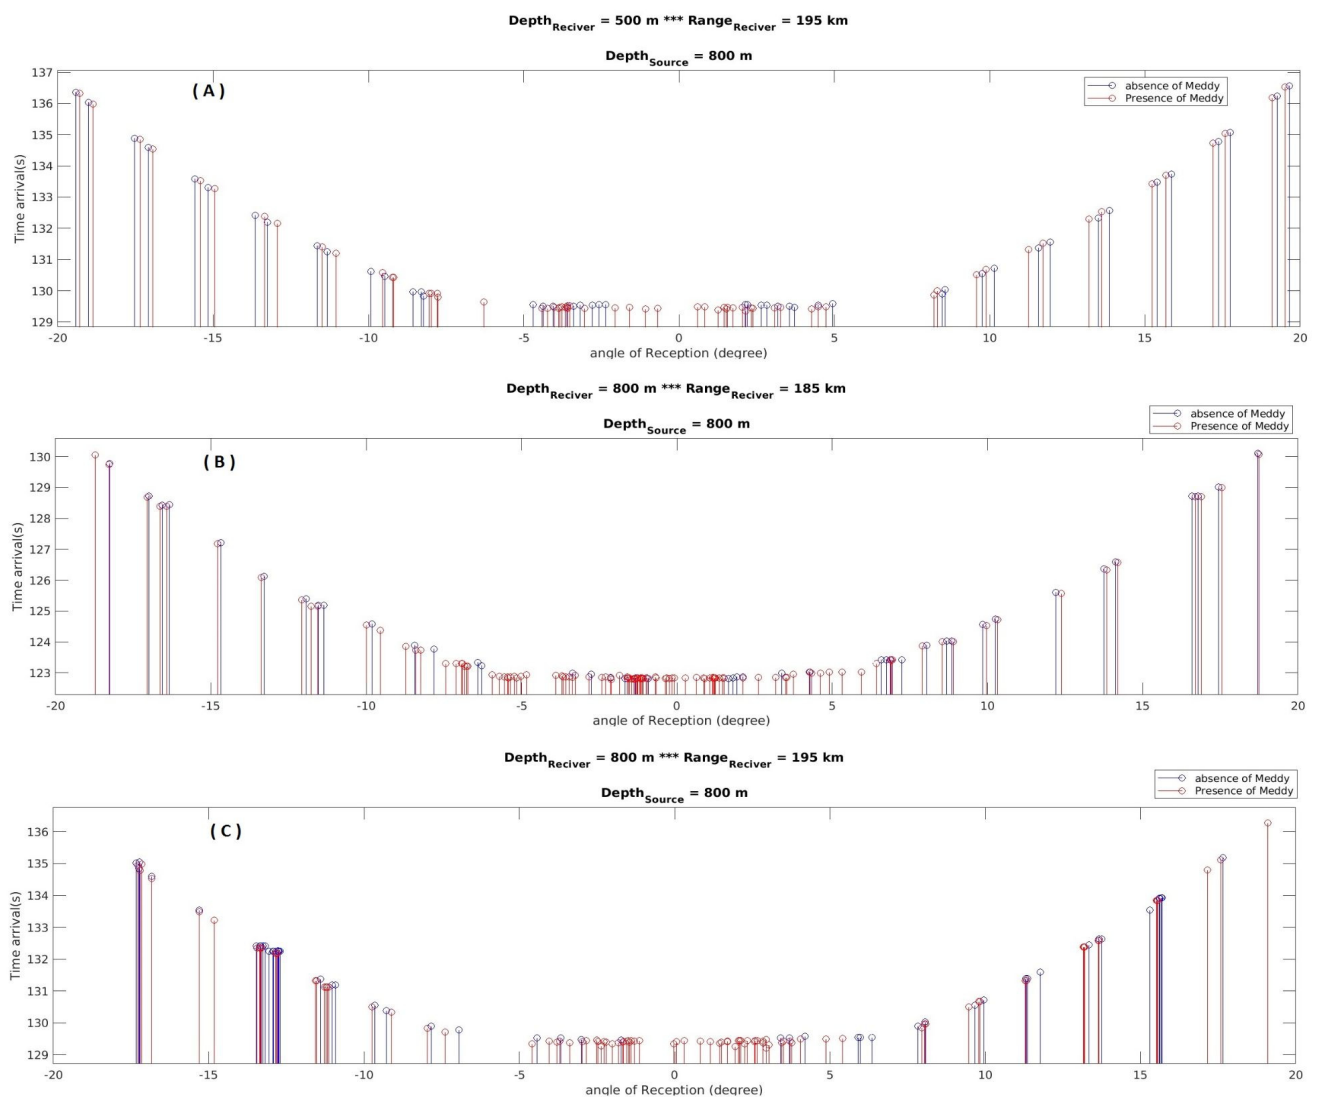 Depth_Reciver = 500 m *** Range_Reciver = 195 km
Depth_Source = 800 m
( A )
absence of Meddy
Presence of Meddy
137
136
135
134
133
132
131
130
129
Time arrival(s)
-20 -15 -10 -5 0 5 10 15 20
angle of Reception (degree)
Depth_Reciver = 800 m *** Range_Reciver = 185 km
Depth_Source = 800 m
absence of Meddy
Presence of Meddy
( B )
130
129
128
127
126
125
124
123
Time arrival(s)
-20 -15 -10 -5 0 5 10 15 20
angle of Reception (degree)
Depth_Reciver = 800 m *** Range_Reciver = 195 km
Depth_Source = 800 m
absence of Meddy
Presence of Meddy
( C )
136
135
134
133
132
131
130
129
Time arrival(s)
-20 -15 -10 -5 0 5 10 15 20
angle of Reception (degree)